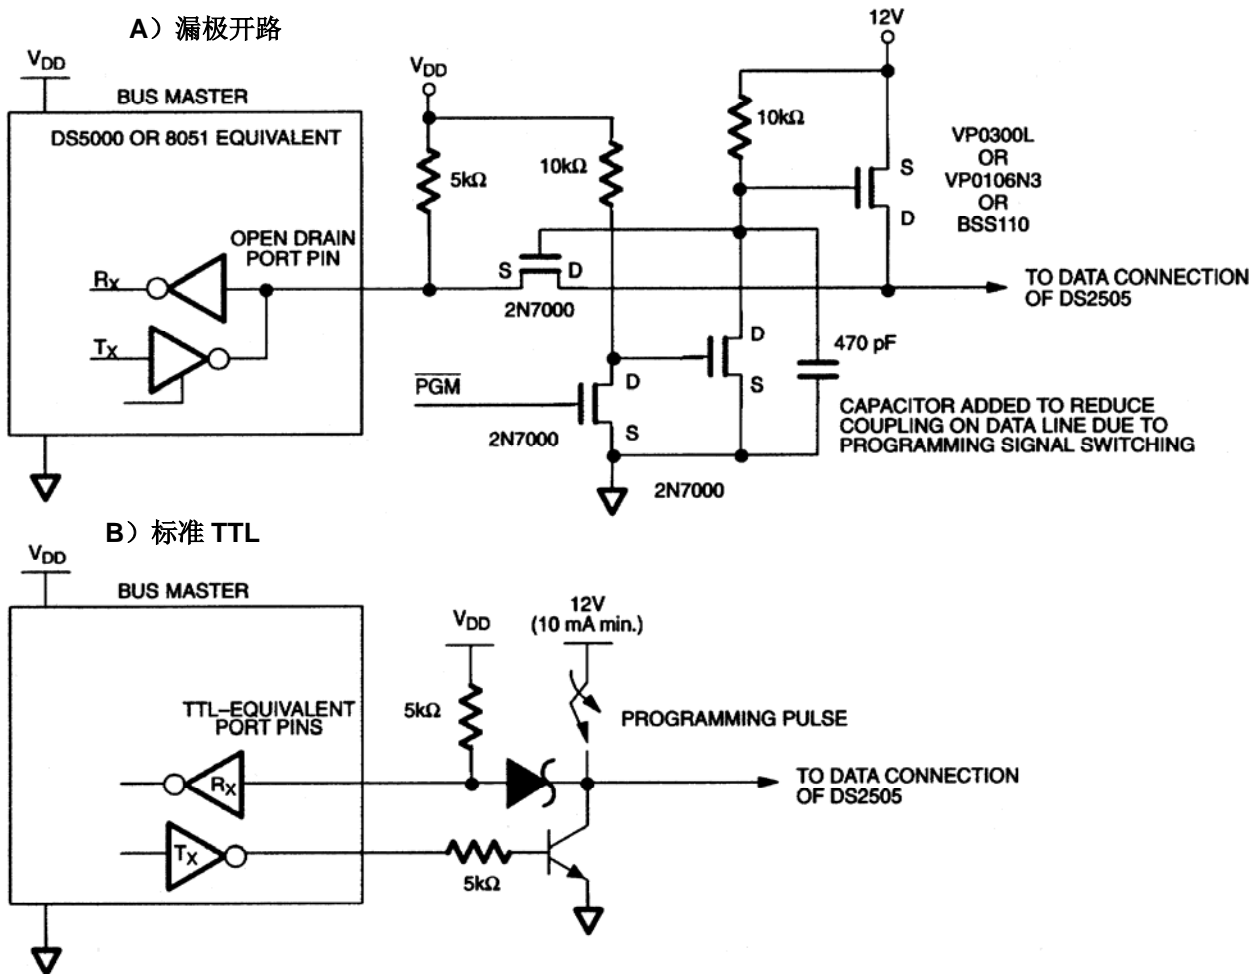 A）漏极开路
12V
VDD
VDD
BUS MASTER
DS5000 OR 8051 EQUIVALENT
10kΩ
VP0300L
OR
VP0106N3
OR
BSS110
10kΩ
5kΩ
S
D
OPEN DRAIN
PORT PIN
RX
S
D
2N7000
TO DATA CONNECTION
OF DS2505
TX
D
S
470 pF
PGM
D
S
2N7000
CAPACITOR ADDED TO REDUCE
COUPLING ON DATA LINE DUE TO
PROGRAMMING SIGNAL SWITCHING
2N7000
B）标准 TTL
VDD
BUS MASTER
VDD
12V
(10 mA min.)
5kΩ
PROGRAMMING PULSE
TTL–EQUIVALENT
PORT PINS
RX
TO DATA CONNECTION
OF DS2505
TX
5kΩ